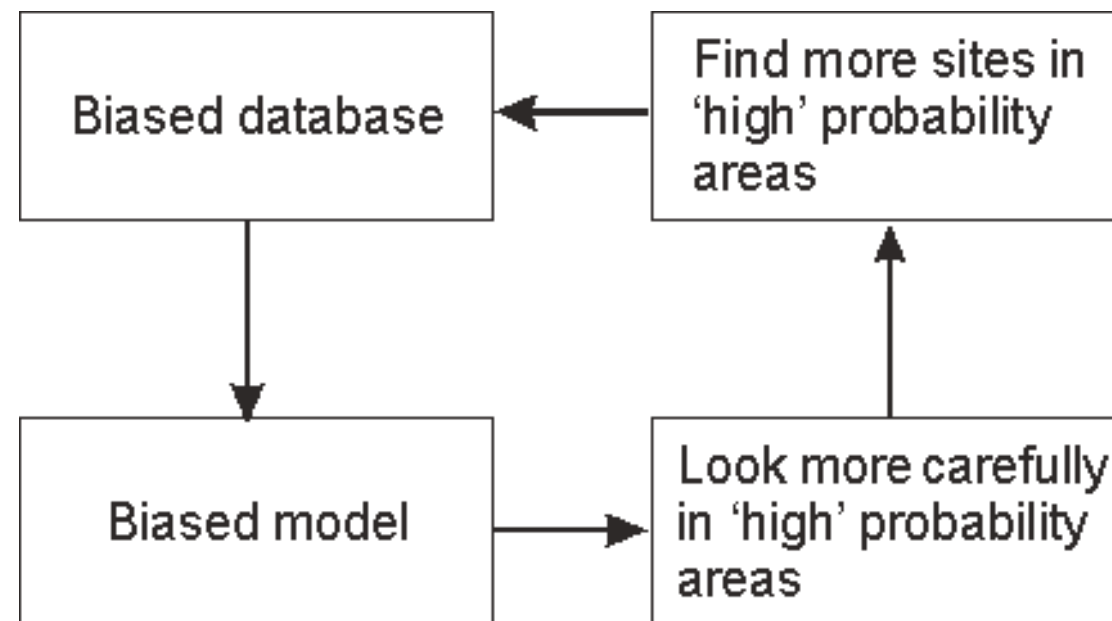 Biased database
Find more sites in
‘high’ probability
areas
Biased model
Look more carefully
in ‘high’ probability
areas